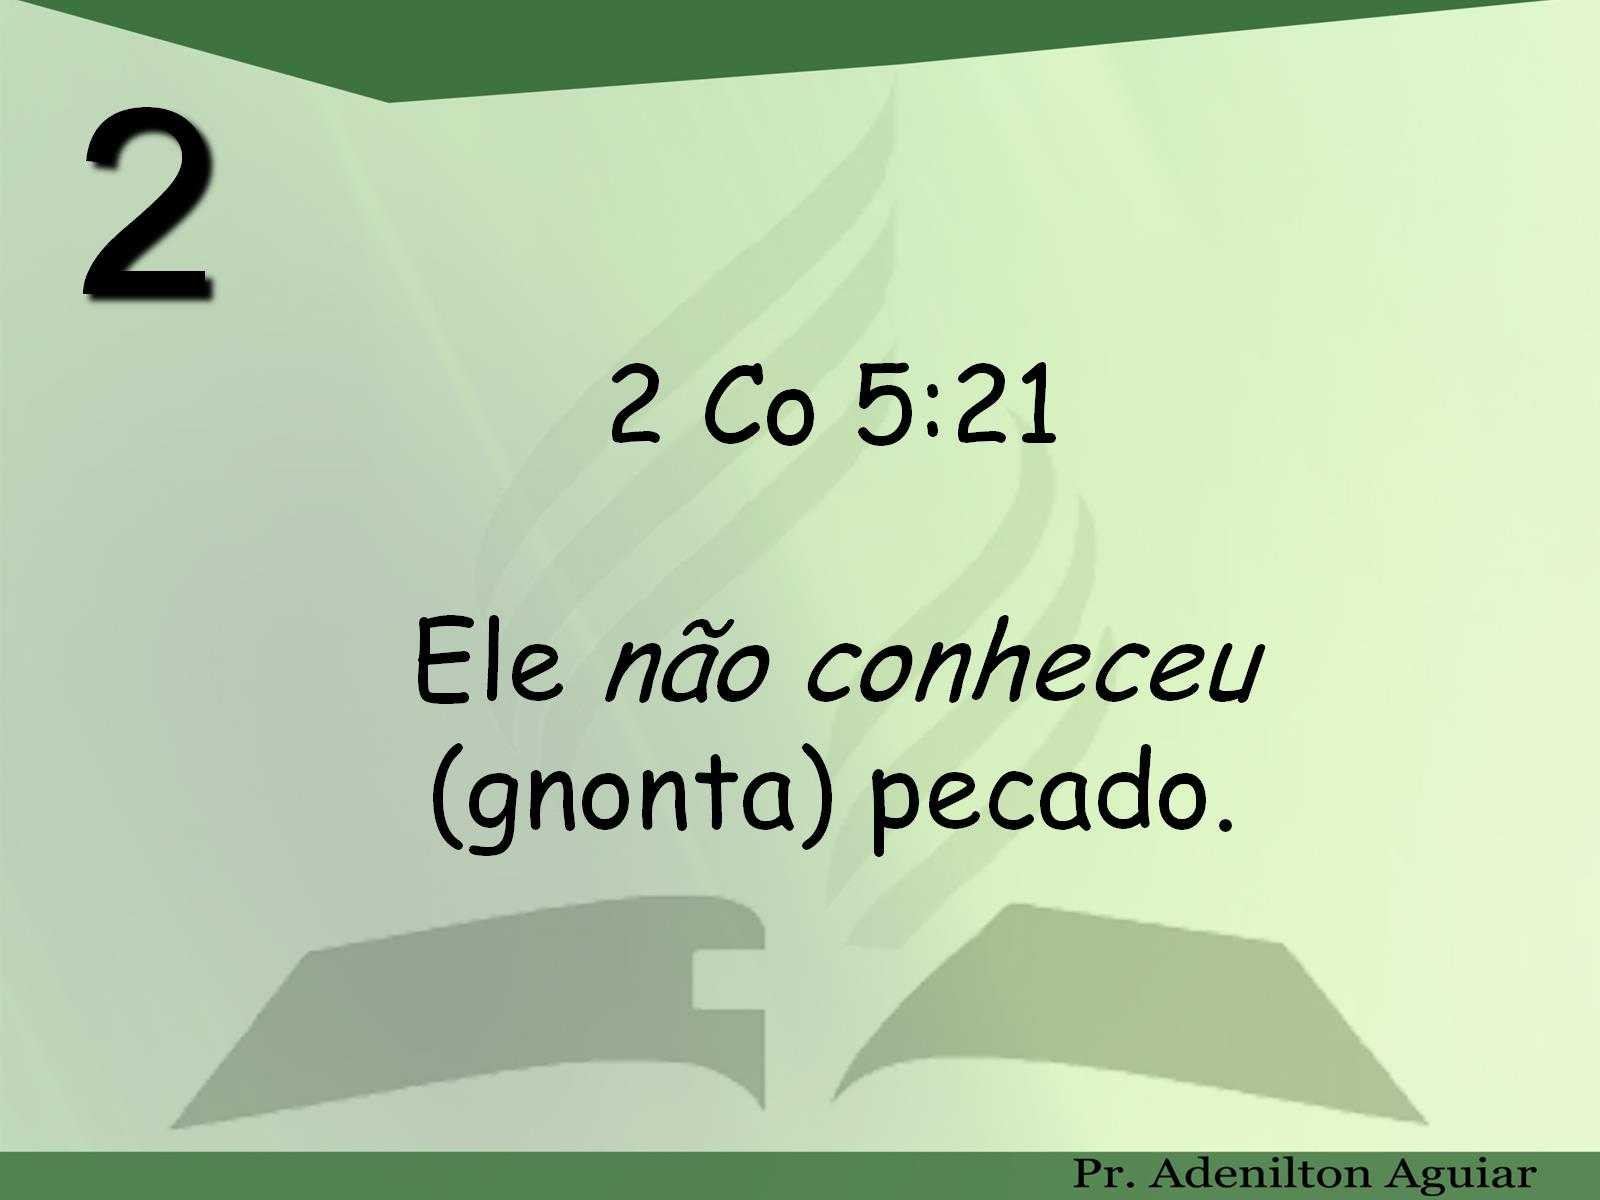 2
2 Co 5:21
Ele não conheceu
(gnonta) pecado.
Pr. Adenilton Aguiar